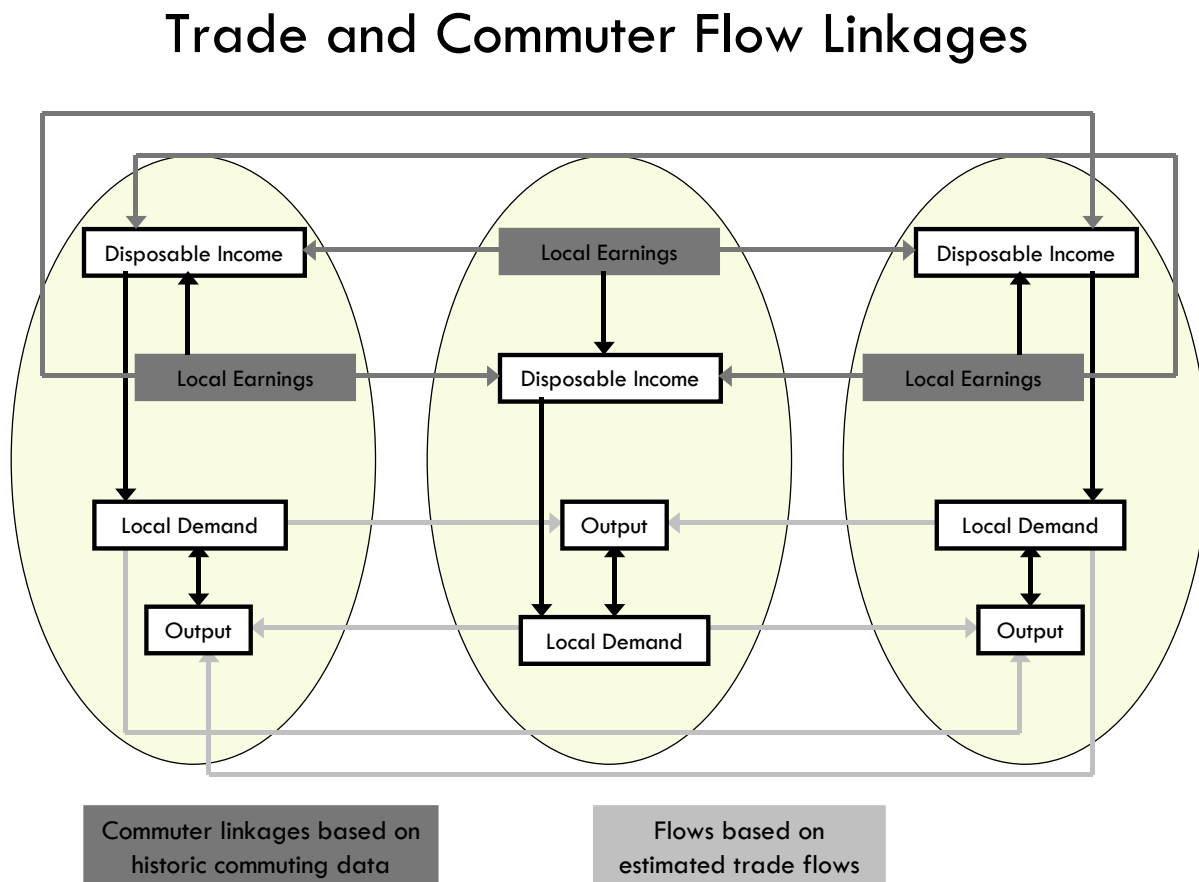 Trade and Commuter Flow Linkages
Disposable Income
Local Earnings
Disposable Income
Local Earnings
Disposable Income
Local Earnings
Local Demand
Output
Local Demand
Output
Local Demand
Output
Commuter linkages based on
historic commuting data
Flows based on
estimated trade flows